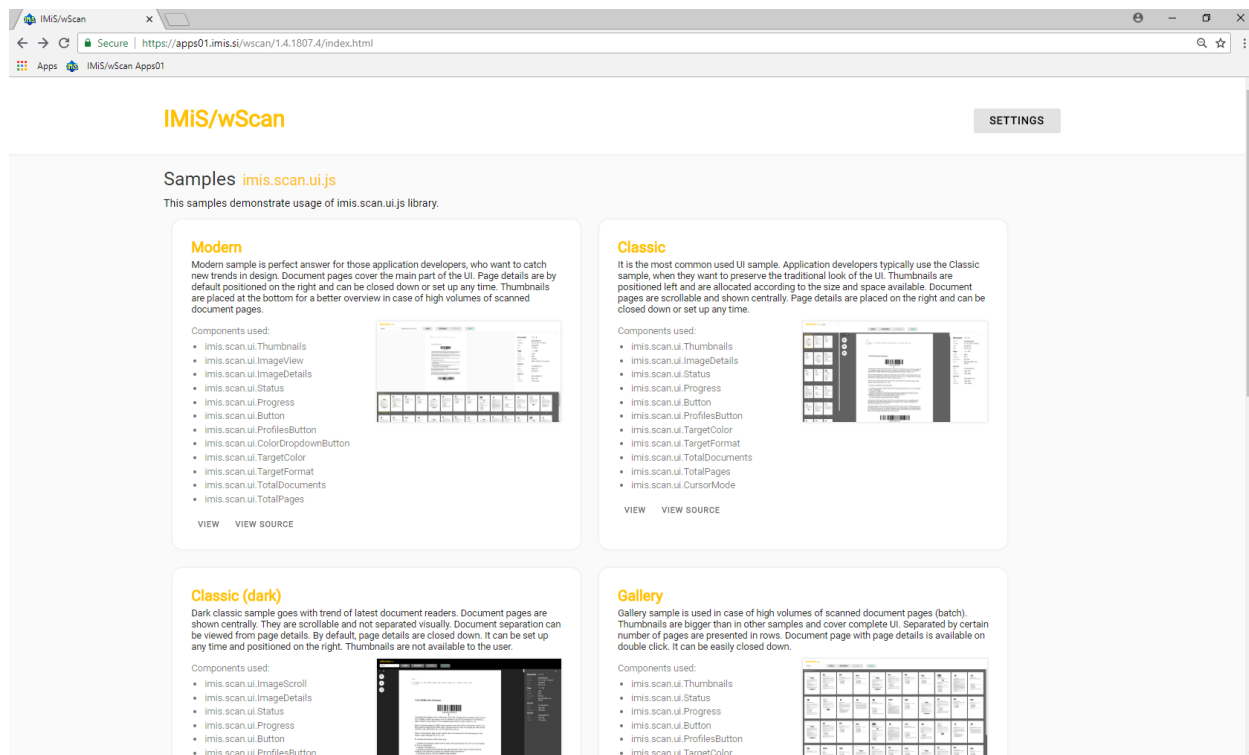 IMiS/wScan
Secure | https://apps01.imis.si/wscan/1.4.1807.4/index.html
Apps IMiS/wScan Apps01
IMiS/wScan
SETTINGS
Samples imis.scan.ui.js
This samples demonstrate usage of imis.scan.ui.js library.
Modern
Modern sample is perfect answer for those application developers, who want to catch
new trends in design. Document pages cover the main part of the UI. Page details are by
default positioned on the right and can be closed down or set up any time. Thumbnails
are placed at the bottom for a better overview in case of high volumes of scanned
document pages.
Components used:
imis.scan.ui.Thumbnails
imis.scan.ui.ImageView
imis.scan.ui.ImageDetails
imis.scan.ui.Status
imis.scan.ui.Progress
imis.scan.ui.Button
imis.scan.ui.ProfilesButton
imis.scan.ui.ColorDropdownButton
imis.scan.ui.TargetColor
imis.scan.ui.TargetFormat
imis.scan.ui.TotalDocuments
imis.scan.ui.TotalPages
VIEW VIEW SOURCE
Classic
It is the most common used UI sample. Application developers typically use the Classic
sample, when they want to preserve the traditional look of the UI. Thumbnails are
positioned left and are allocated according to the size and space available. Document
pages are scrollable and shown centrally. Page details are placed on the right and can be
closed down or set up any time.
Components used:
imis.scan.ui.Thumbnails
imis.scan.ui.ImageDetails
imis.scan.ui.Status
imis.scan.ui.Progress
imis.scan.ui.Button
imis.scan.ui.ProfilesButton
imis.scan.ui.TargetColor
imis.scan.ui.TargetFormat
imis.scan.ui.TotalDocuments
imis.scan.ui.TotalPages
imis.scan.ui.CursorMode
VIEW VIEW SOURCE
Classic (dark)
Dark classic sample goes with trend of latest document readers. Document pages are
shown centrally. They are scrollable and not separated visually. Document separation can
be viewed from page details. By default, page details are closed down. It can be set up
any time and positioned on the right. Thumbnails are not available to the user.
Components used:
imis.scan.ui.ImageScroll
imis.scan.ui.ImageDetails
imis.scan.ui.Status
imis.scan.ui.Progress
imis.scan.ui.Button
imis.scan.ui.ProfilesButton
Gallery
Gallery sample is used in case of high volumes of scanned document pages (batch).
Thumbnails are bigger than in other samples and cover complete UI. Separated by certain
number of pages are presented in rows. Document page with page details is available on
double click. It can be easily closed down.
Components used:
imis.scan.ui.Thumbnails
imis.scan.ui.Status
imis.scan.ui.Progress
imis.scan.ui.Button
imis.scan.ui.ProfilesButton
imis.scan.ui.TargetColor